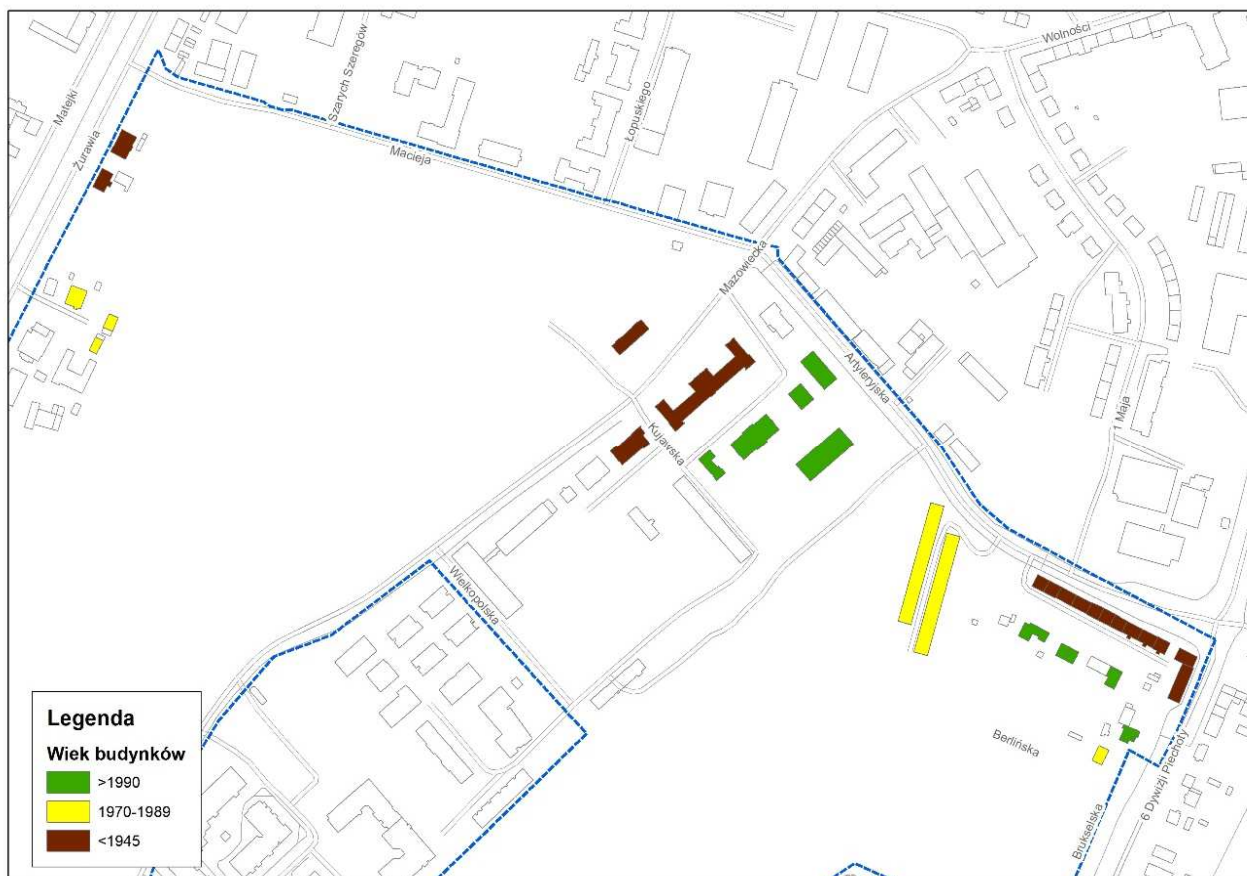 Wolności
Szarych Szeregów
Łopuskiego
Matejki
Żurawia
Macieja
Mazowiecka
Artyleryjska
1 Maja
Kujawska
Wielkopolska
Berlińska
6 Dywizji Piechoty
Brukselska
Legenda
Wiek budynków
>1990
1970-1989
<1945